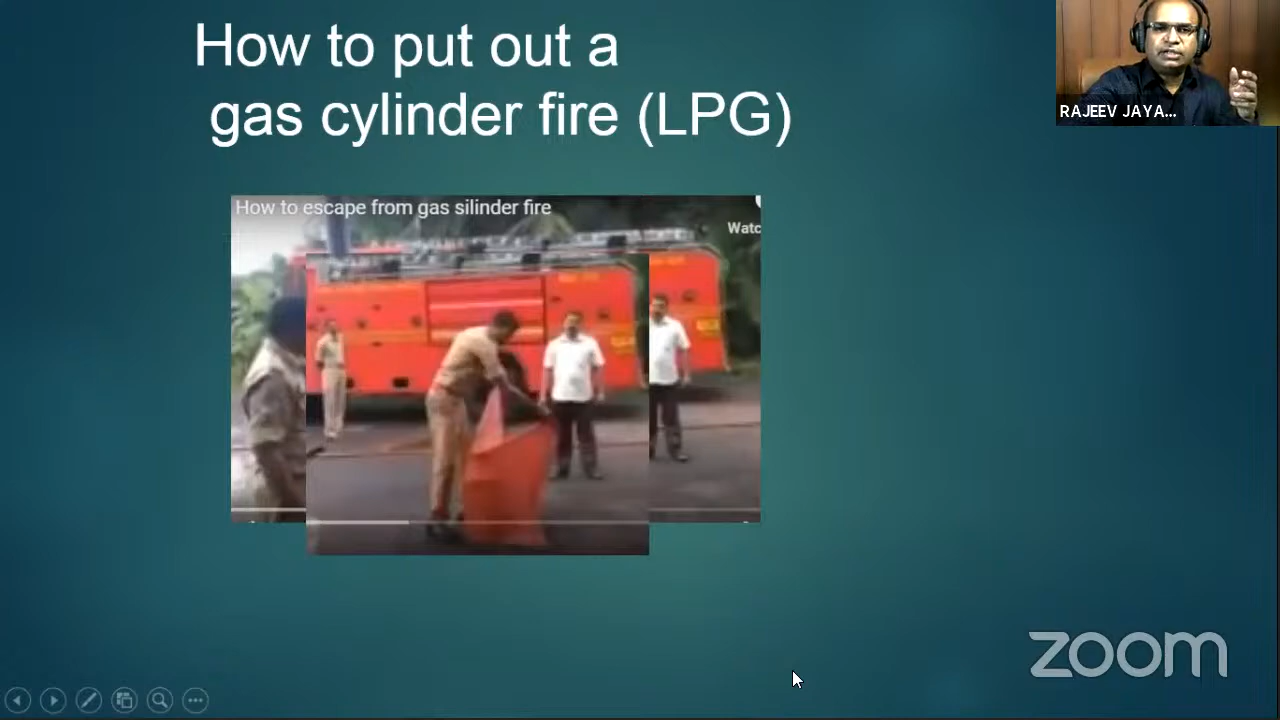 How to put out a
gas cylinder fire (LPG)
RAJEEV JAYA...
How to escape from gas silinder fire
Watc
zoom